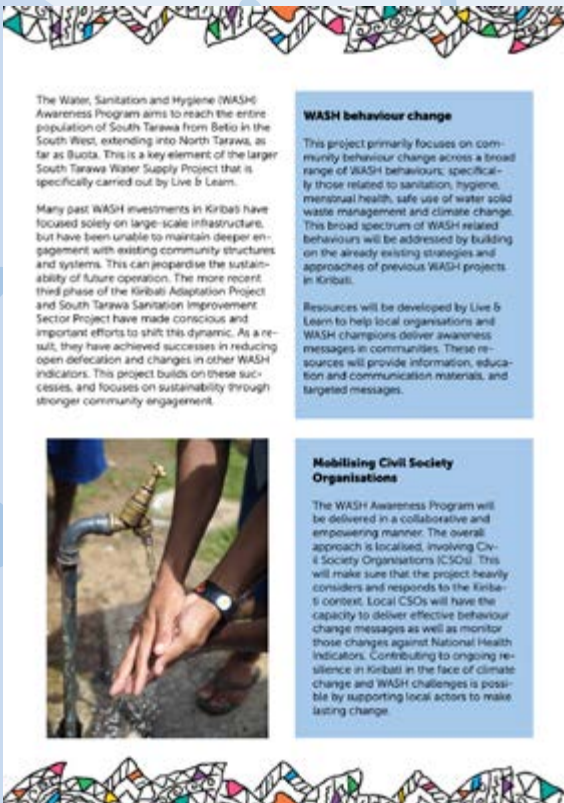 The Water, Sanitation and Hygiene (WASH)
Awareness Program aims to reach the entire
population of South Tarawa from Betio in the
South West, extending into North Tarawa, as
far as Buota. This is a key element of the larger
South Tarawa Water Supply Project that is
specifically carried out by Live & Learn.
Many past WASH investments in Kiribati have
focused solely on large-scale infrastructure,
but have been unable to maintain deeper en-
gagement with existing community structures
and systems. This can jeopardise the sustain-
ability of future operation. The more recent
third phase of the Kiribati Adaptation Project
and South Tarawa Sanitation Improvement
Sector Project have made conscious and
important efforts to shift this dynamic. As a re-
sult, they have achieved successes in reducing
open defecation and changes in other WASH
indicators. This project builds on these suc-
cesses, and focuses on sustainability through
stronger community engagement.
WASH behaviour change
This project primarily focuses on com-
munity behaviour change across a broad
range of WASH behaviours; specifical-
ly those related to sanitation, hygiene,
menstrual health, safe use of water solid
waste management and climate change.
This broad spectrum of WASH related
behaviours will be addressed by building
on the already existing strategies and
approaches of previous WASH projects
in Kiribati.
Resources will be developed by Live &
Learn to help local organisations and
WASH champions deliver awareness
messages in communities. These re-
sources will provide information, educa-
tion and communication materials, and
targeted messages.
Mobilising Civil Society
Organisations
The WASH Awareness Program will
be delivered in a collaborative and
empowering manner. The overall
approach is localised, involving Civ-
il Society Organisations (CSOs). This
will make sure that the project heavily
considers and responds to the Kiriba-
ti context. Local CSOs will have the
capacity to deliver effective behaviour
change messages as well as monitor
those changes against National Health
Indicators. Contributing to ongoing re-
silience in Kiribati in the face of climate
change and WASH challenges is possi-
ble by supporting local actors to make
lasting change.